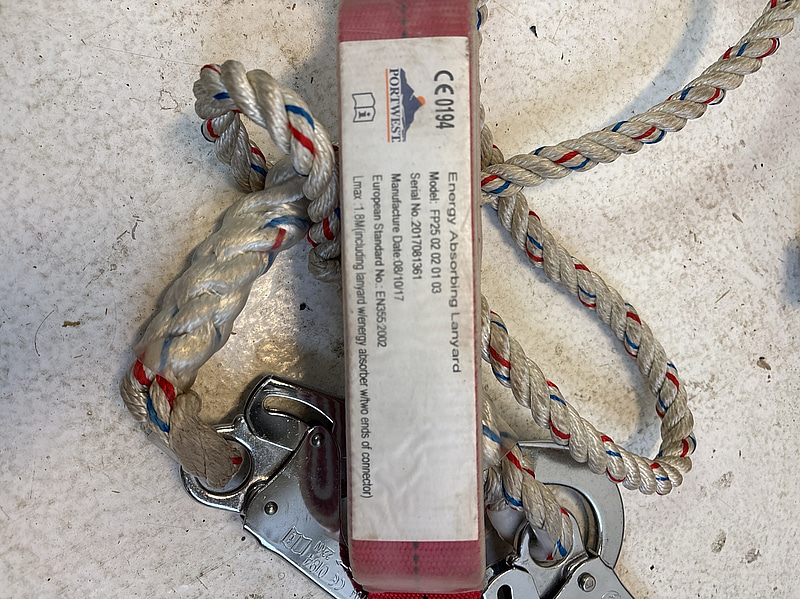 CE0194
PORTWEST
Energy Absorbing Lanyard
Model: FP25 02 02 01 03
Serial No.:2017081361
Manufacture Date:08/10/17
European Standard No.: EN355:2002
Lmax :1.8M(including lanyard w/energy absorber w/two ends of connector)
CE 0194